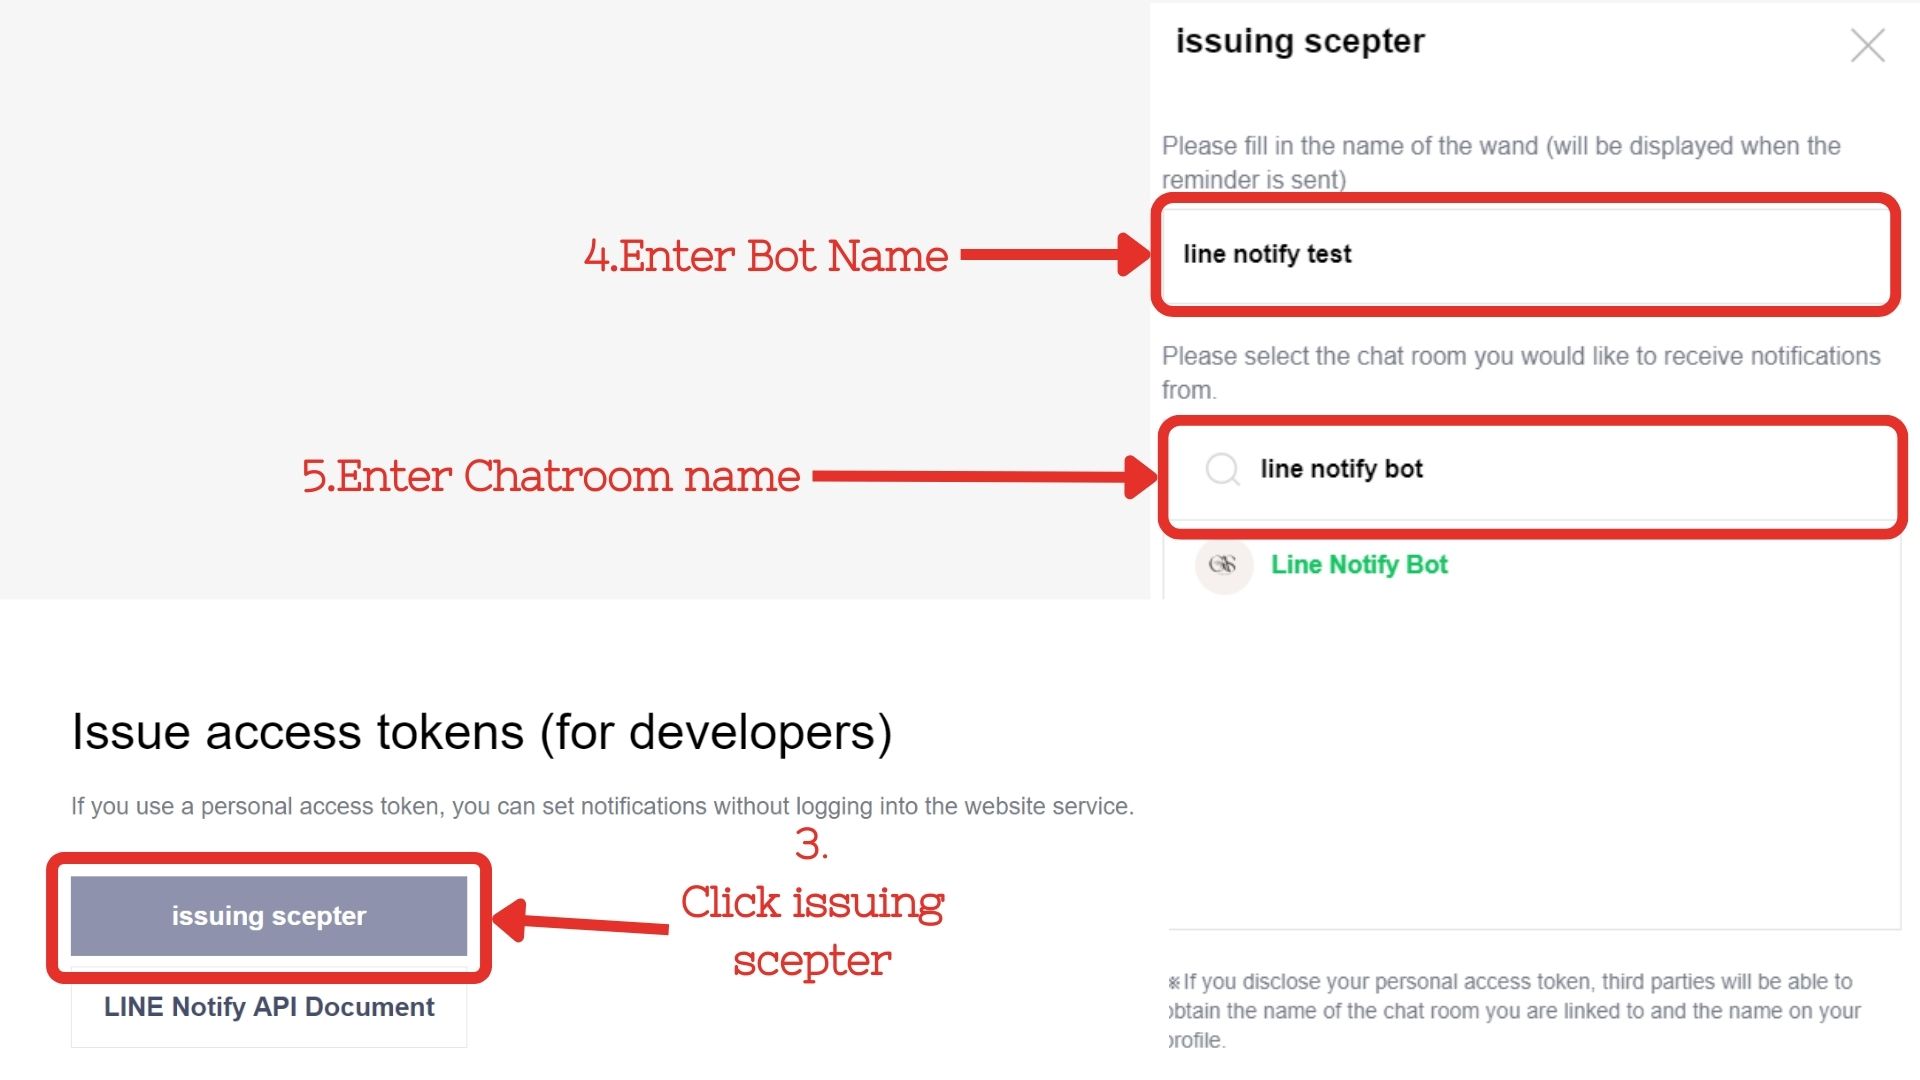 issuing scepter
Please fill in the name of the wand (will be displayed when the
reminder is sent)
4.Enter Bot Name
line notify test
Please select the chat room you would like to receive notifications
from.
5.Enter Chatroom name
line notify bot
Line Notify Bot
Issue access tokens (for developers)
If you use a personal access token, you can set notifications without logging into the website service.
3.
Click issuing
scepter
issuing scepter
LINE Notify API Document
※If you disclose your personal access token, third parties will be able to
obtain the name of the chat room you are linked to and the name on your
profile.